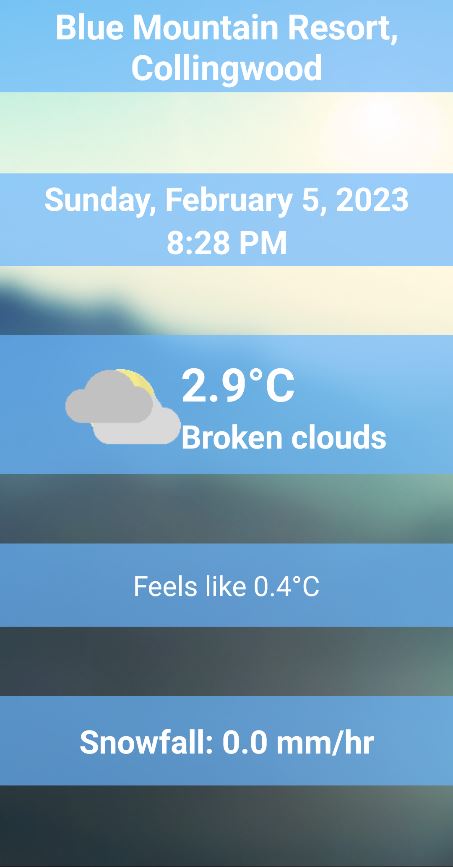 Blue Mountain Resort,
Collingwood
Sunday, February 5, 2023
8:28 PM
2.9°C
Broken clouds
Feels like 0.4°C
Snowfall: 0.0 mm/hr